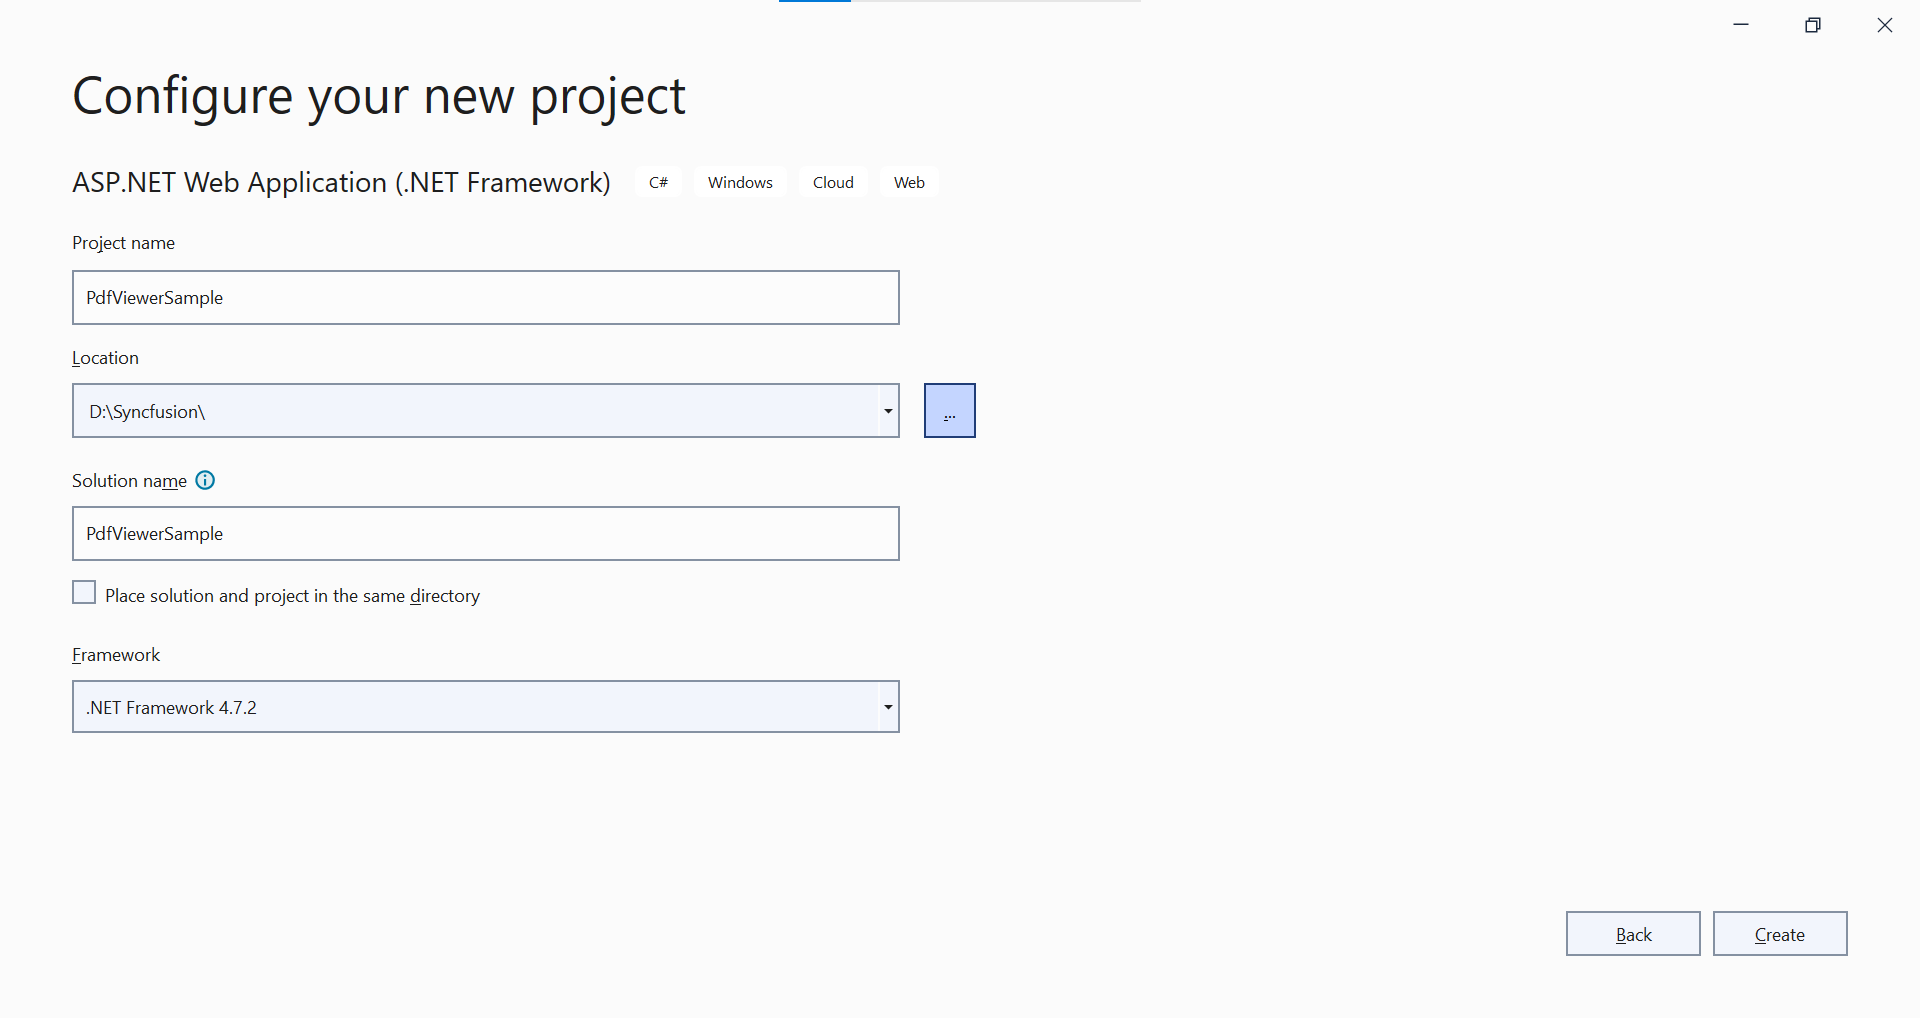 Configure your new project
ASP.NET Web Application (.NET Framework) C# Windows Cloud Web
Project name
PdfViewerSample
Location
D:\Syncfusion\
...
Solution name
PdfViewerSample
Place solution and project in the same directory
Framework
.NET Framework 4.7.2
Back Create